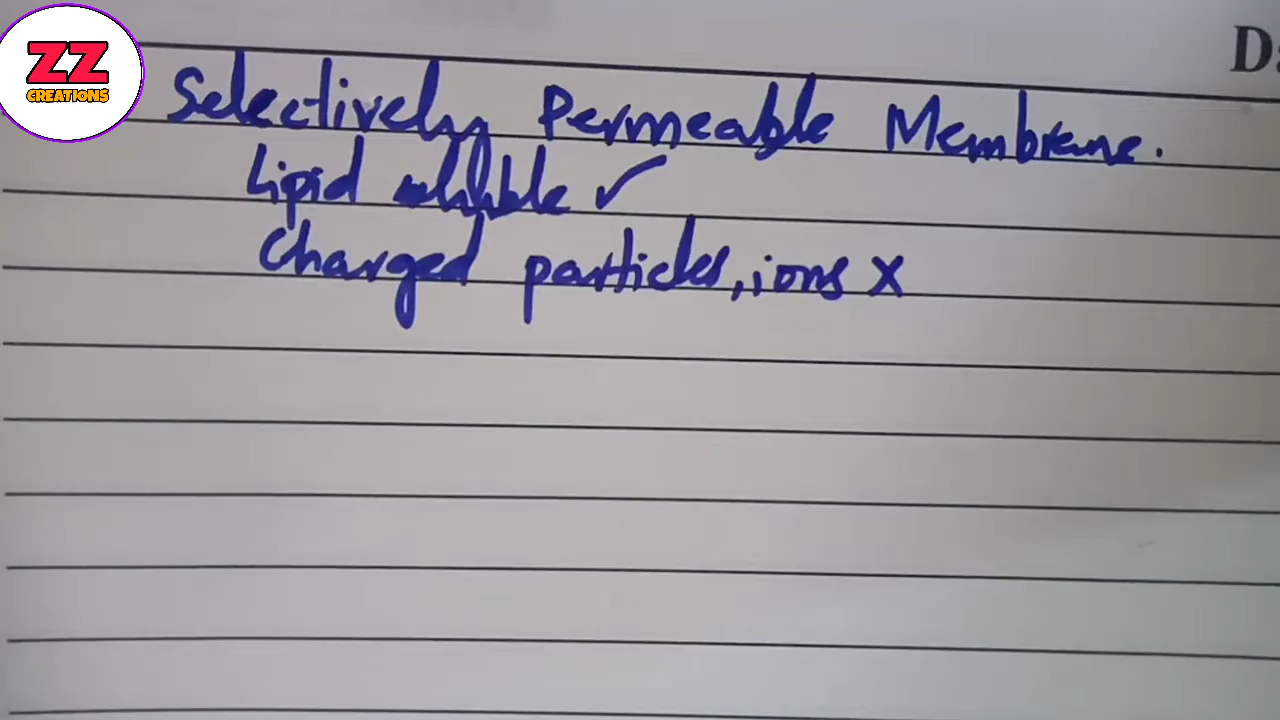 ZZ
CREATIONS
Selectively Permeable Membrane.
Lipid soluble ✓
Charged particles, ions ×